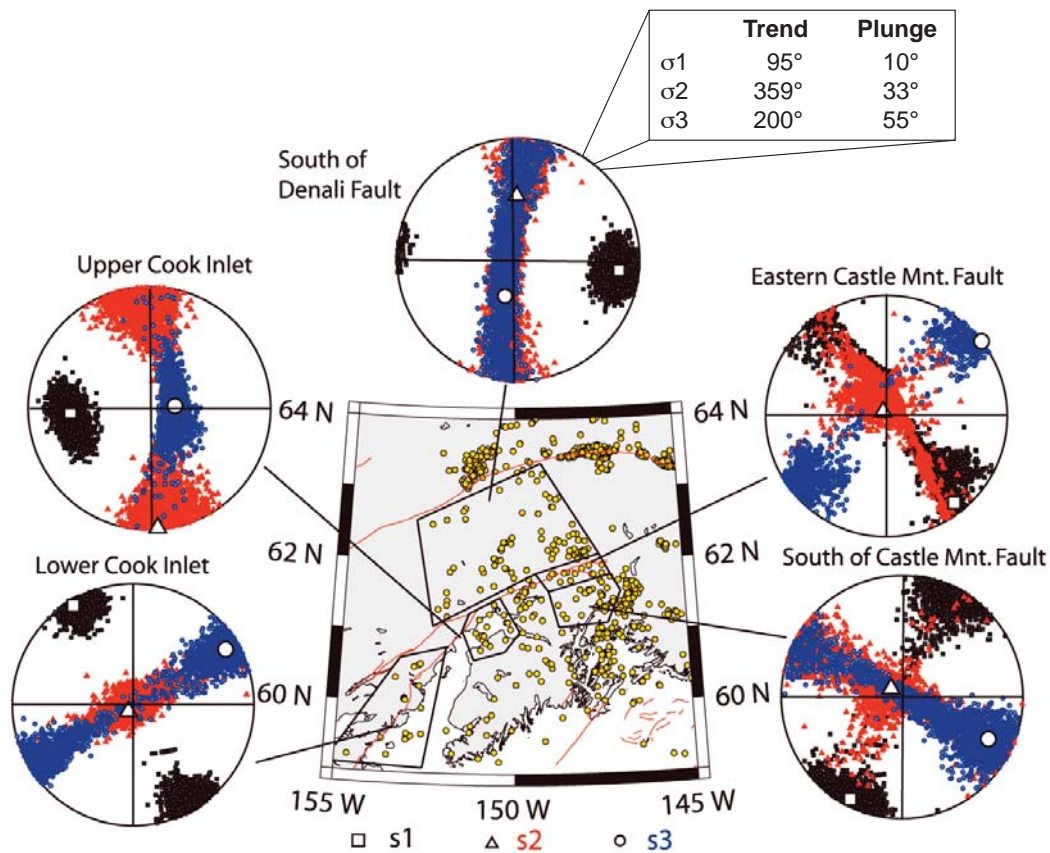 Trend Plunge
σ1 95° 10°
σ2 359° 33°
σ3 200° 55°
South of
Denali Fault
Upper Cook Inlet
Eastern Castle Mnt. Fault
64 N
64 N
62 N
62 N
Lower Cook Inlet
South of Castle Mnt. Fault
60 N
60 N
155 W
150 W
145 W
s1
s2
s3